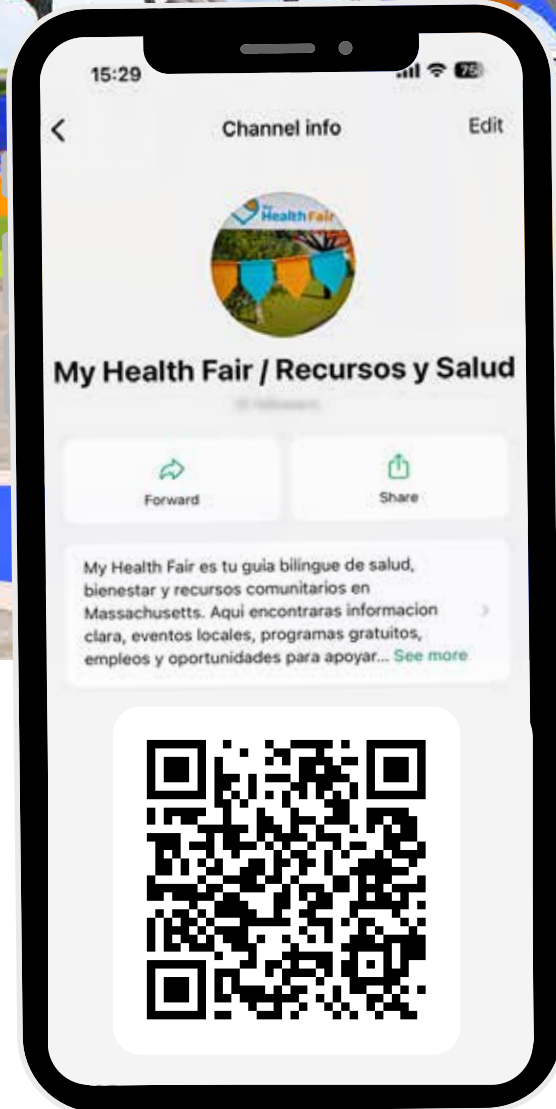 15:29
75
Channel info
Edit
My
HealthFair
My Health Fair / Recursos y Salud
Forward
Share
My Health Fair es tu guia bilingue de salud,
bienestar y recursos comunitarios en
Massachusetts. Aqui encontraras informacion
clara, eventos locales, programas gratuitos,
empleos y oportunidades para apoyar... See more